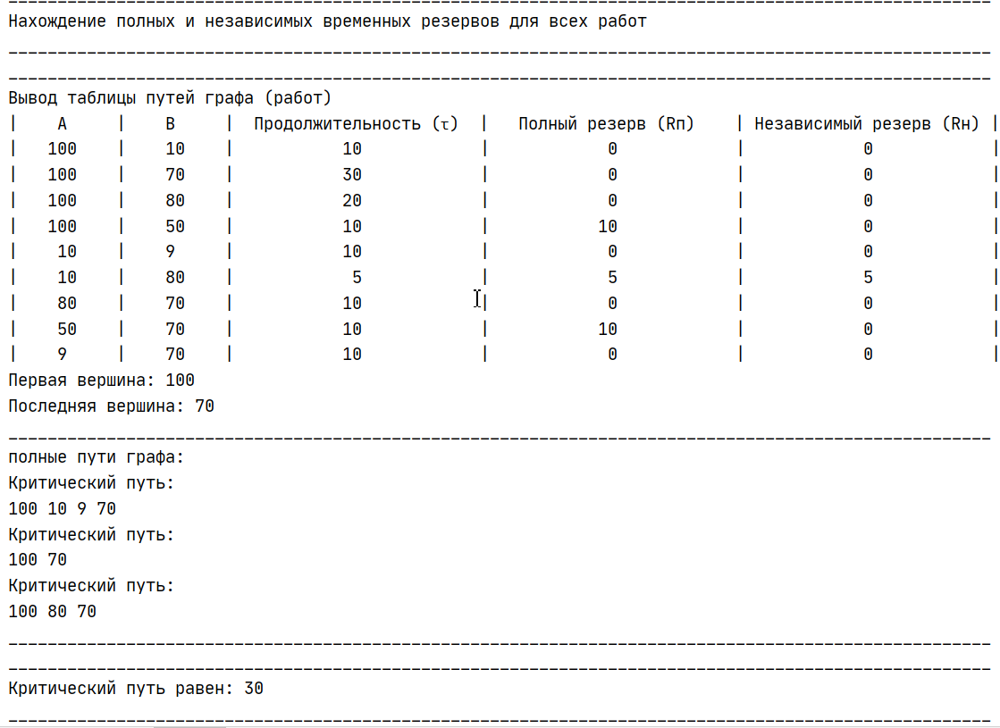 Нахождение полных и независимых временных резервов для всех работ
Вывод таблицы путей графа (работ)
| A | B | Продолжительность (τ) | Полный резерв (Rп) | Независимый резерв (Rн) |
| 100 | 10 | 10 | 0 | 0 |
| 100 | 70 | 30 | 0 | 0 |
| 100 | 80 | 20 | 0 | 0 |
| 100 | 50 | 10 | 10 | 0 |
| 10 | 9 | 10 | 0 | 0 |
| 10 | 80 | 5 | 5 | 5 |
| 80 | 70 | 10 | 0 | 0 |
| 50 | 70 | 10 | 10 | 0 |
| 9 | 70 | 10 | 0 | 0 |
Первая вершина: 100
Последняя вершина: 70
полные пути графа:
Критический путь:
100 10 9 70
Критический путь:
100 70
Критический путь:
100 80 70
Критический путь равен: 30